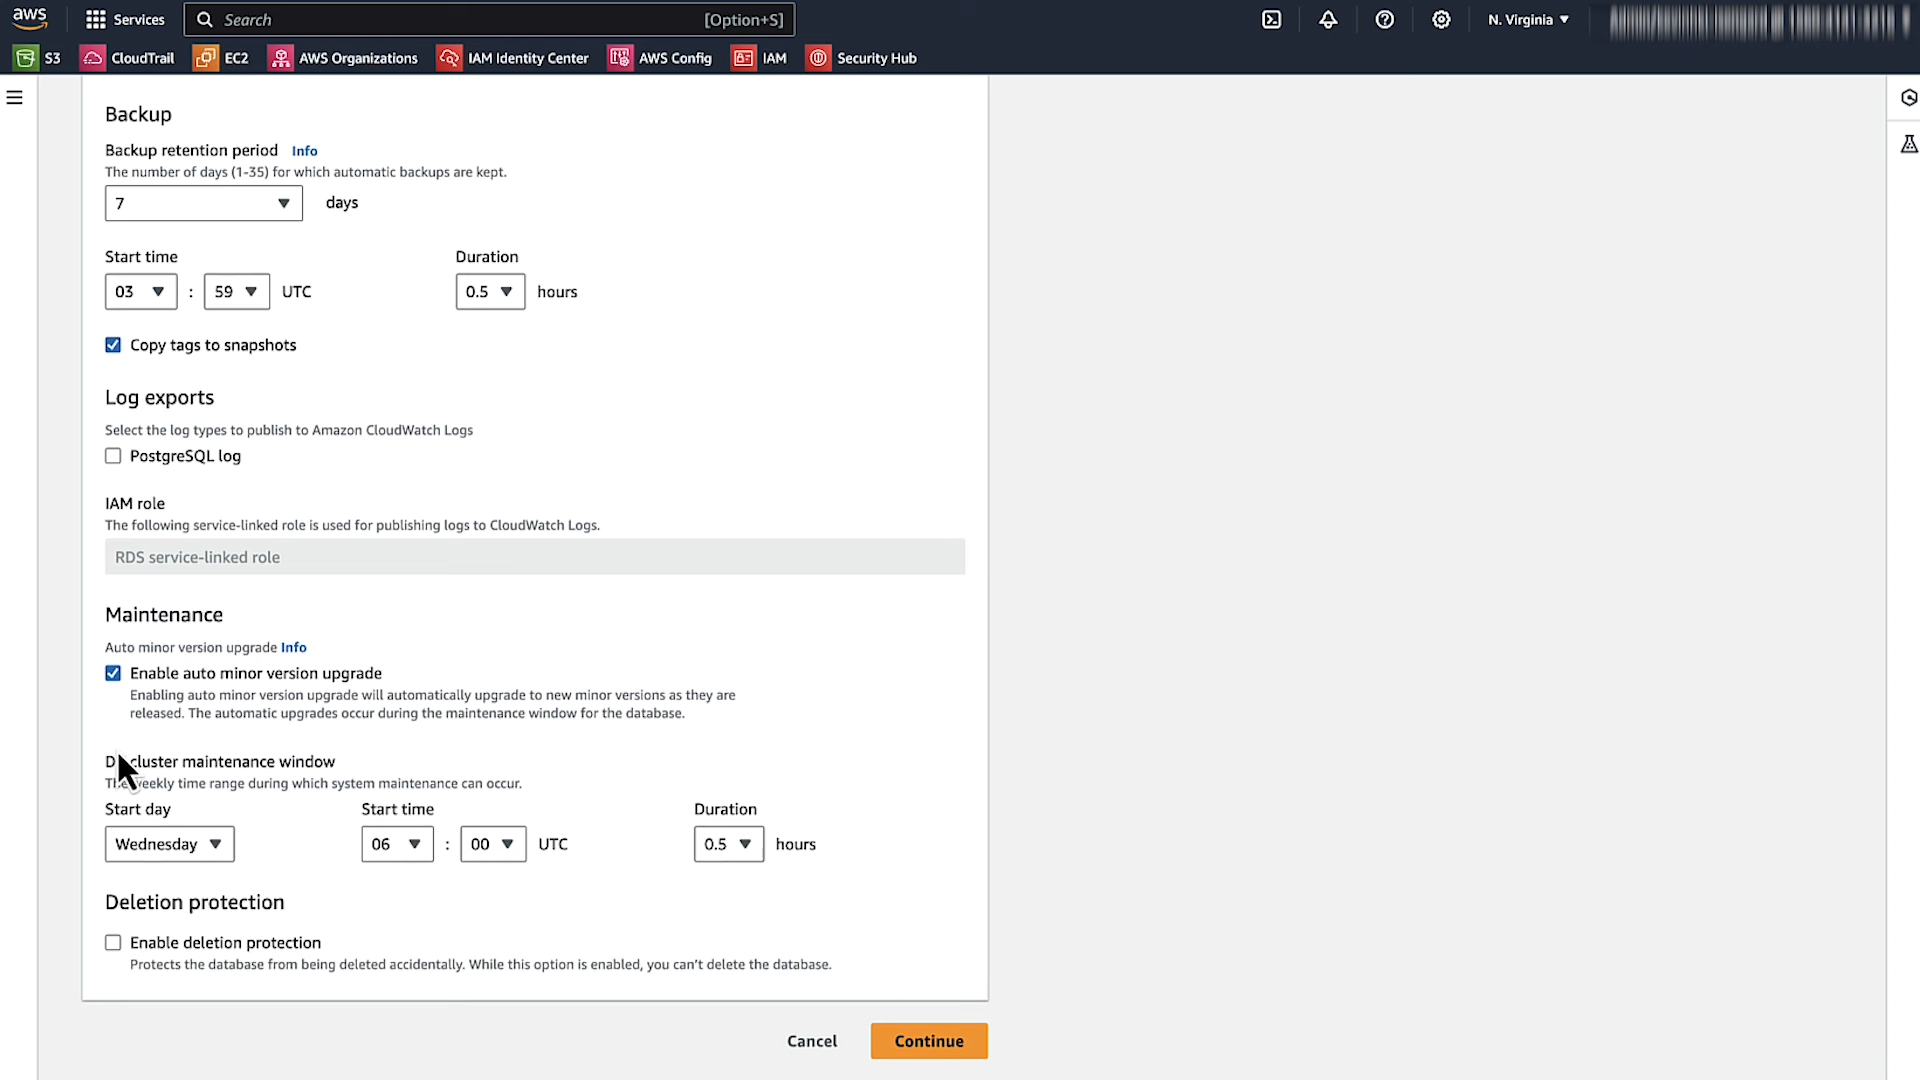 aws
Services
Search
[Option+S]
N. Virginia
S3
CloudTrail
EC2
AWS Organizations
IAM Identity Center
AWS Config
IAM
Security Hub
Backup
Backup retention period Info
The number of days (1-35) for which automatic backups are kept.
7 days
Start time Duration
03 : 59 UTC 0.5 hours
Copy tags to snapshots
Log exports
Select the log types to publish to Amazon CloudWatch Logs
PostgreSQL log
IAM role
The following service-linked role is used for publishing logs to CloudWatch Logs.
RDS service-linked role
Maintenance
Auto minor version upgrade Info
Enable auto minor version upgrade
Enabling auto minor version upgrade will automatically upgrade to new minor versions as they are
released. The automatic upgrades occur during the maintenance window for the database.
cluster maintenance window
weekly time range during which system maintenance can occur.
Start day Start time Duration
Wednesday 06 : 00 UTC 0.5 hours
Deletion protection
Enable deletion protection
Protects the database from being deleted accidentally. While this option is enabled, you can't delete the database.
Cancel Continue